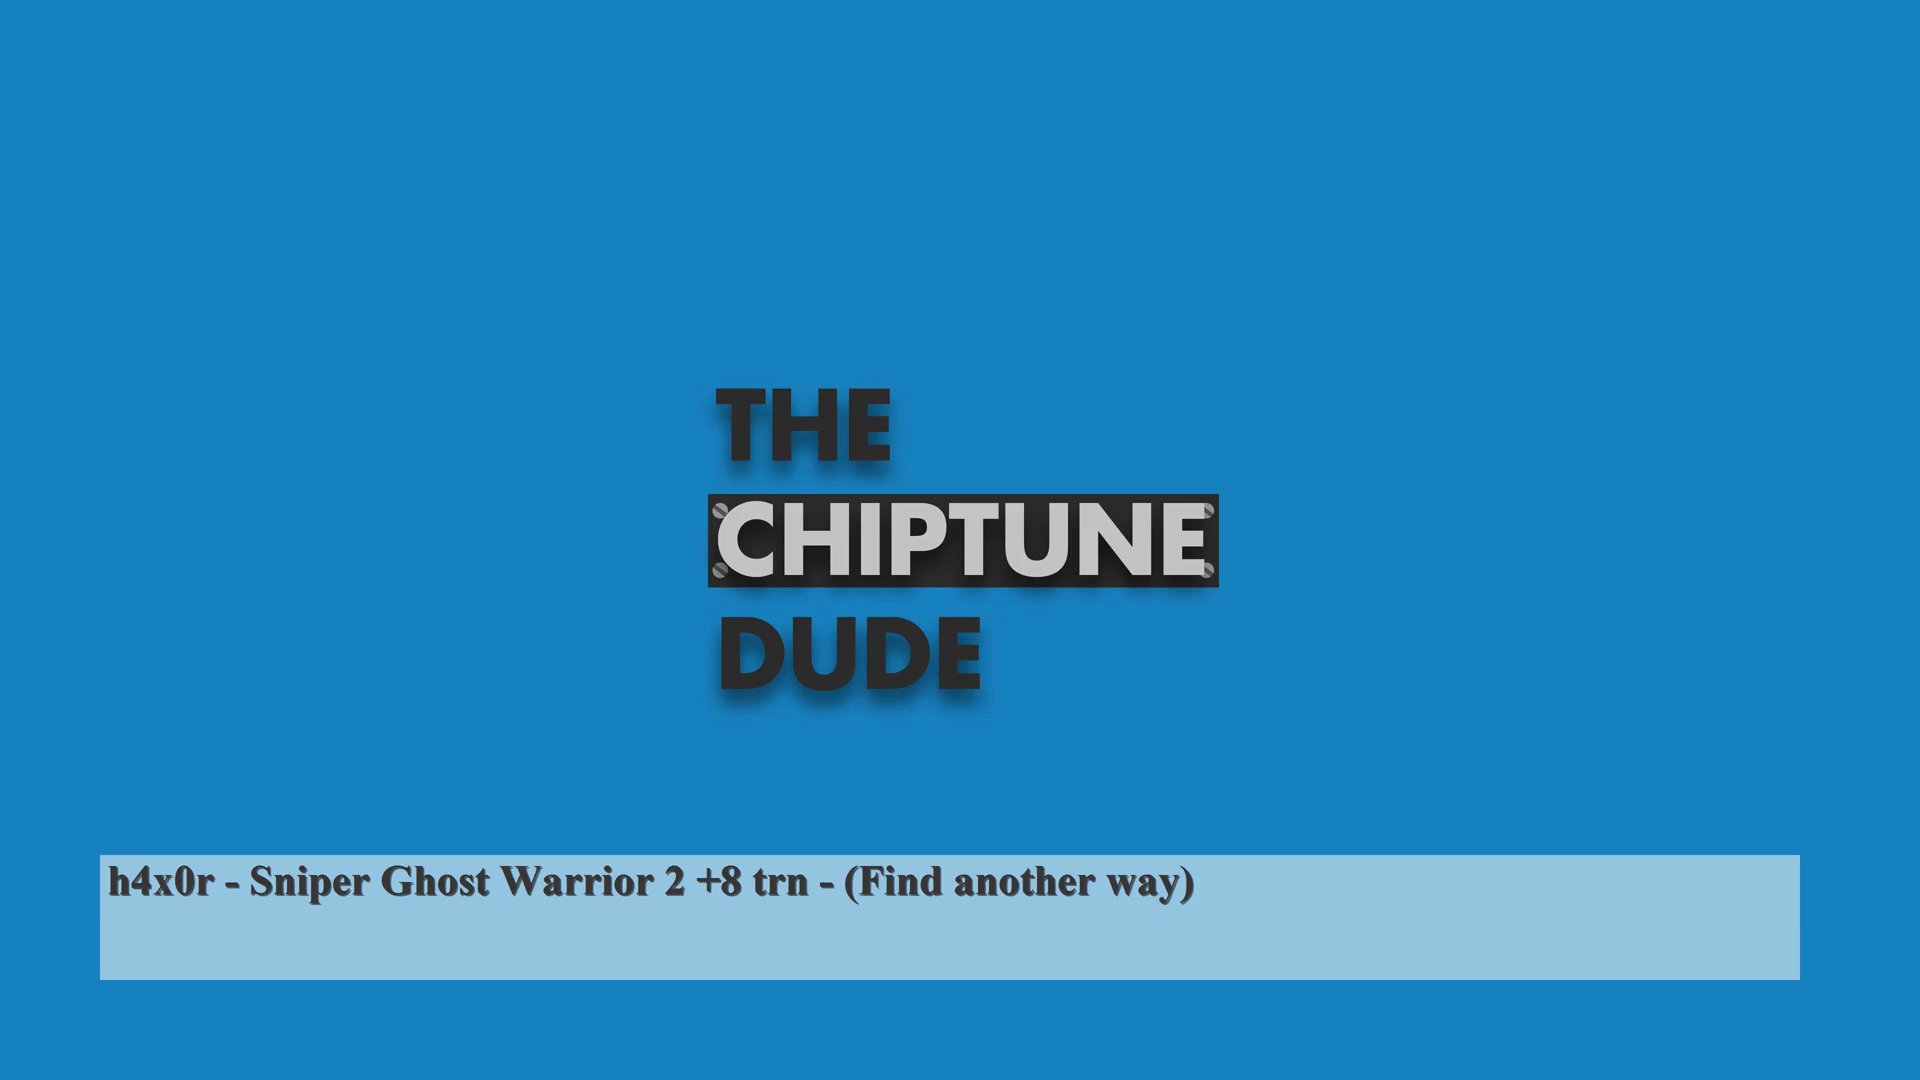 THE
CHIPTUNE
DUDE
h4x0r - Sniper Ghost Warrior 2 +8 trn - (Find another way)